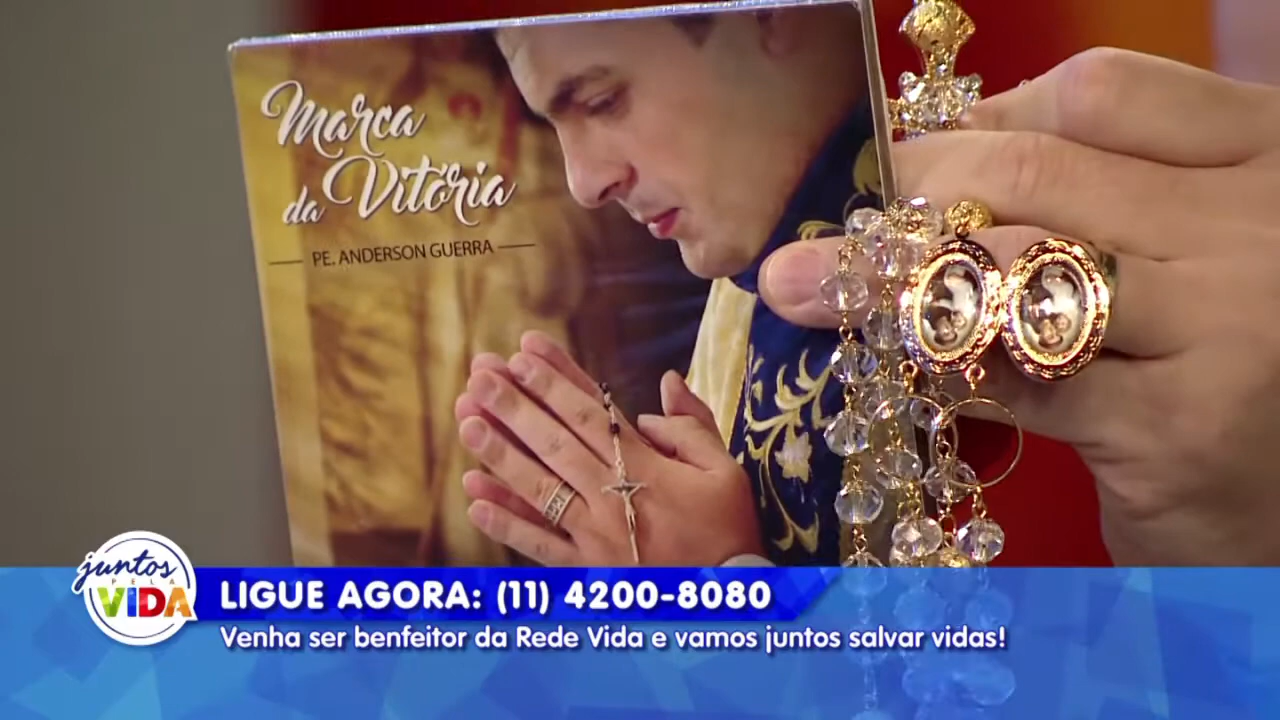 Marca
da Vitória
PE. ANDERSON GUERRA
juntos
PELA
VIDA
LIGUE AGORA: (11) 4200-8080
Venha ser benfeitor da Rede Vida e vamos juntos salvar vidas!